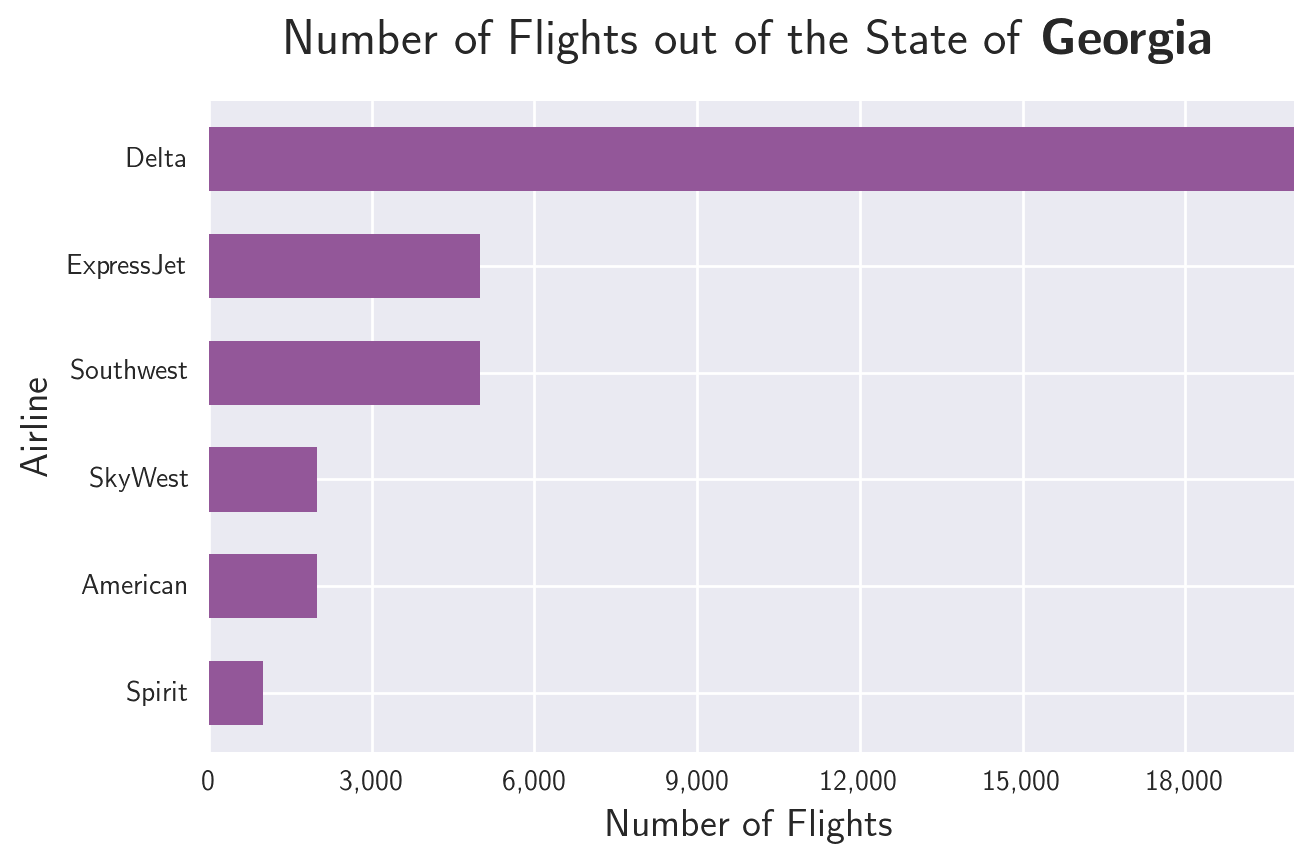 Number of Flights out of the State of Georgia
Delta
ExpressJet
Southwest
SkyWest
American
Spirit
Airline
0 3,000 6,000 9,000 12,000 15,000 18,000
Number of Flights